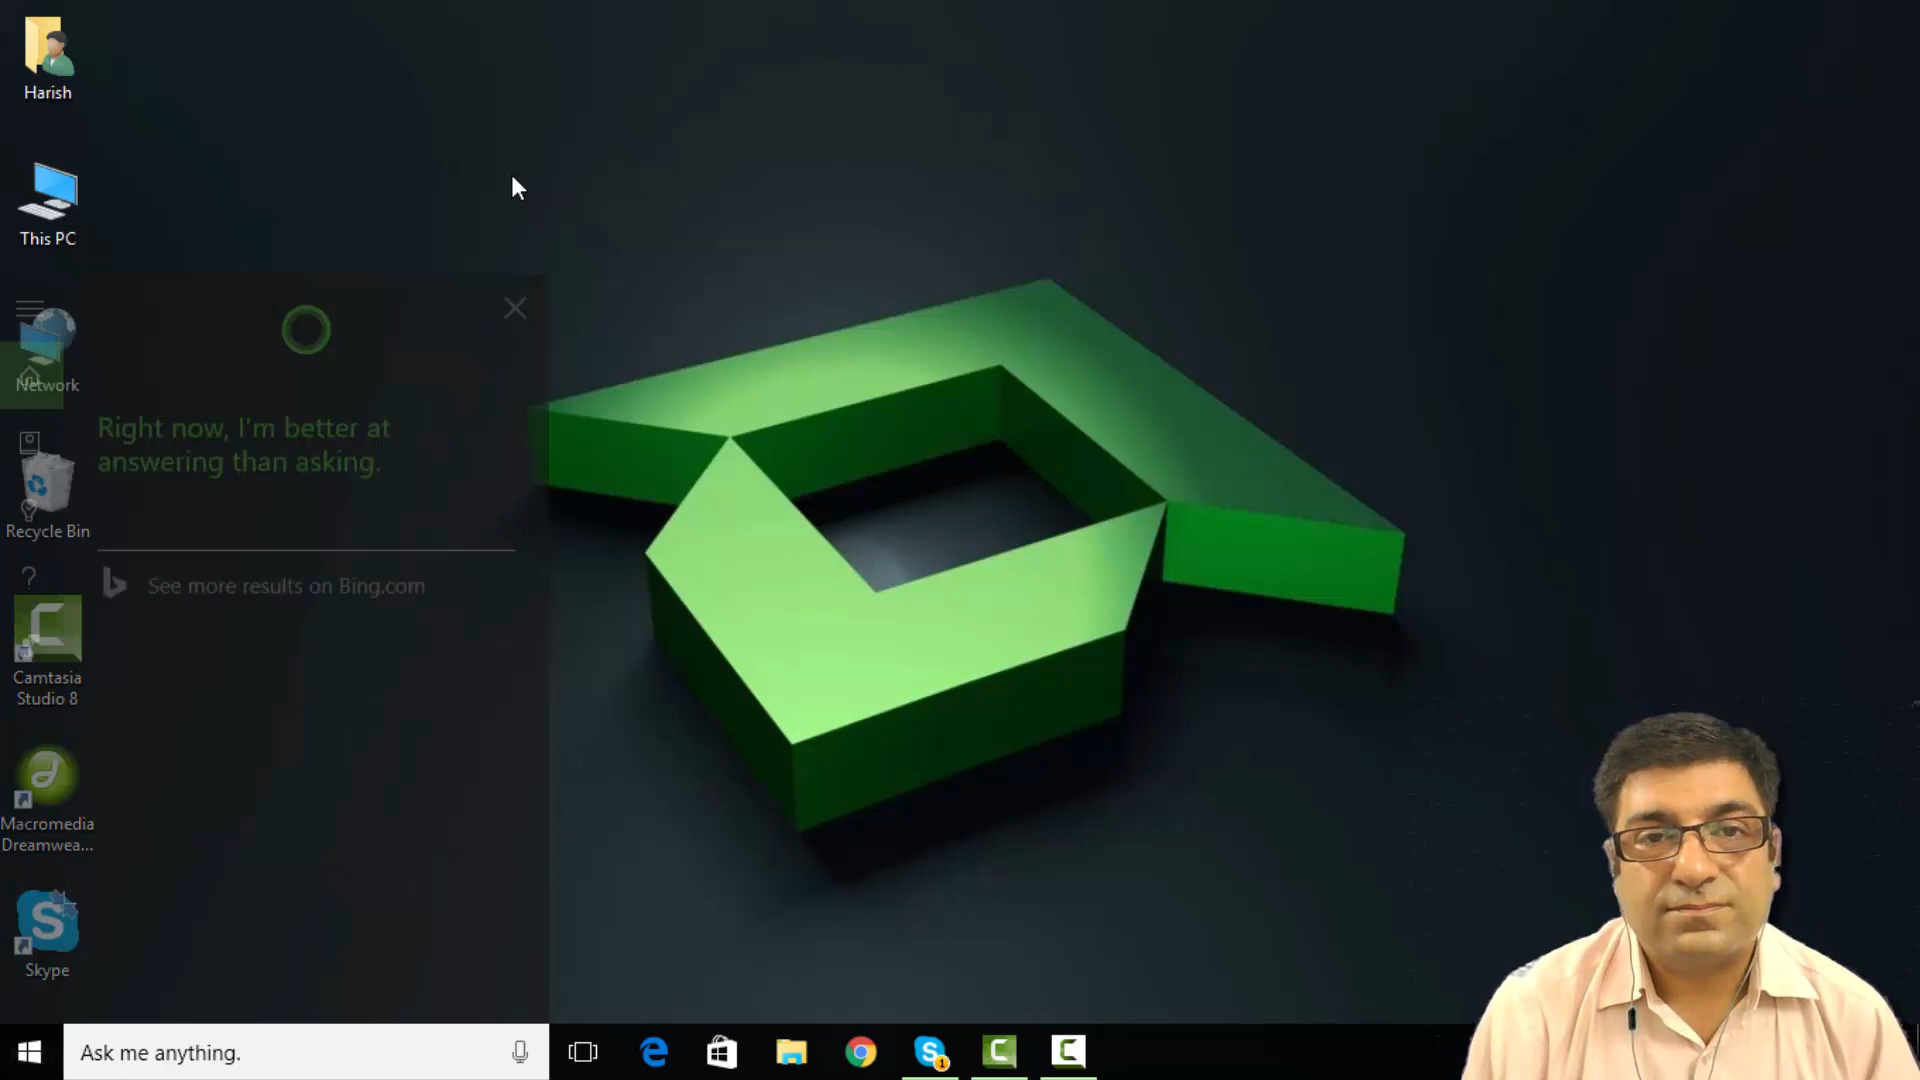 Harish
This PC
Network
Right now, I'm better at
answering than asking.
Recycle Bin
See more results on Bing.com
Camtasia
Studio 8
Macromedia
Dreamwea...
Skype
Ask me anything.
1